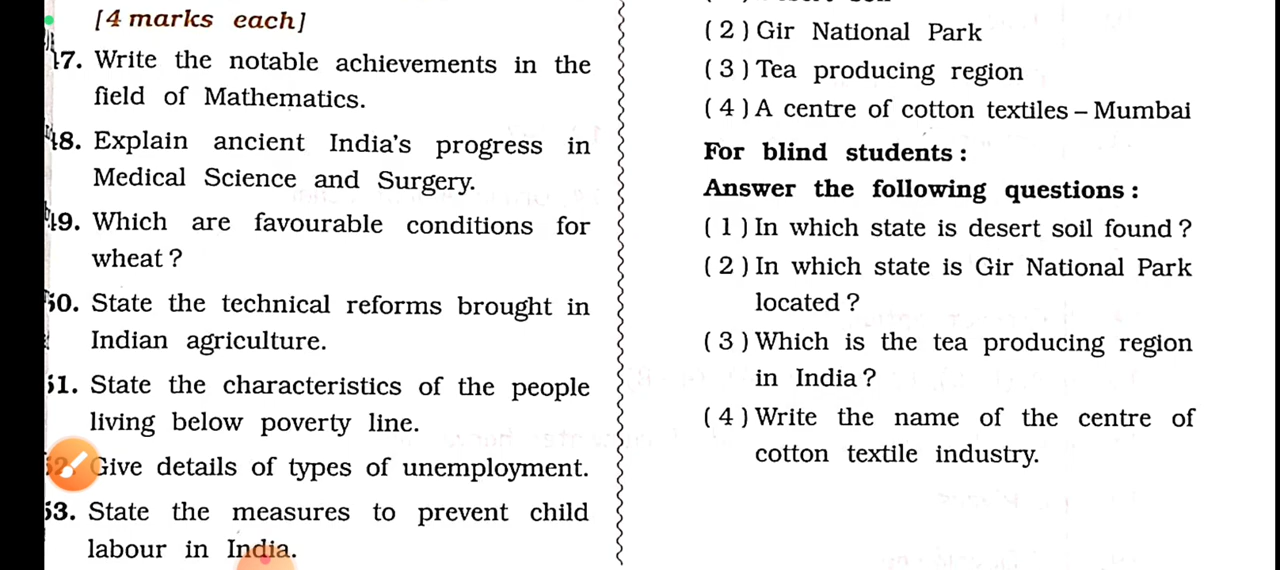 [4 marks each]
47. Write the notable achievements in the
field of Mathematics.
48. Explain ancient India's progress in
Medical Science and Surgery.
49. Which are favourable conditions for
wheat ?
50. State the technical reforms brought in
Indian agriculture.
51. State the characteristics of the people
living below poverty line.
52. Give details of types of unemployment.
53. State the measures to prevent child
labour in India.
(2) Gir National Park
(3) Tea producing region
(4) A centre of cotton textiles – Mumbai
For blind students :
Answer the following questions :
(1) In which state is desert soil found ?
(2) In which state is Gir National Park
located ?
(3) Which is the tea producing region
in India ?
(4) Write the name of the centre of
cotton textile industry.